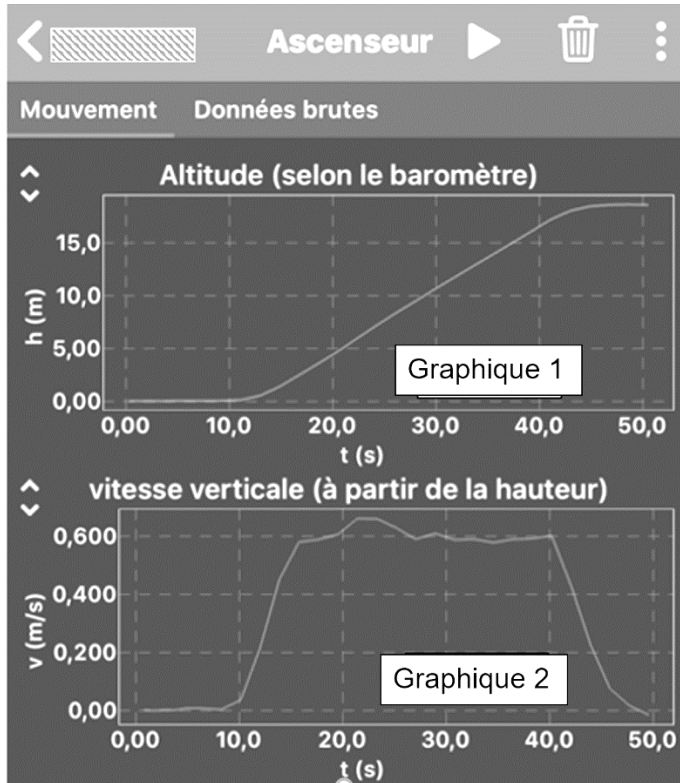 Ascenseur
Mouvement Données brutes
Altitude (selon le baromètre)
15,0
10,0
5,00
0,00
h (m)
Graphique 1
0,00 10,0 20,0 30,0 40,0 50,0
t (s)
vitesse verticale (à partir de la hauteur)
0,600
0,400
0,200
0,00
v (m/s)
Graphique 2
0,00 10,0 20,0 30,0 40,0 50,0
t (s)